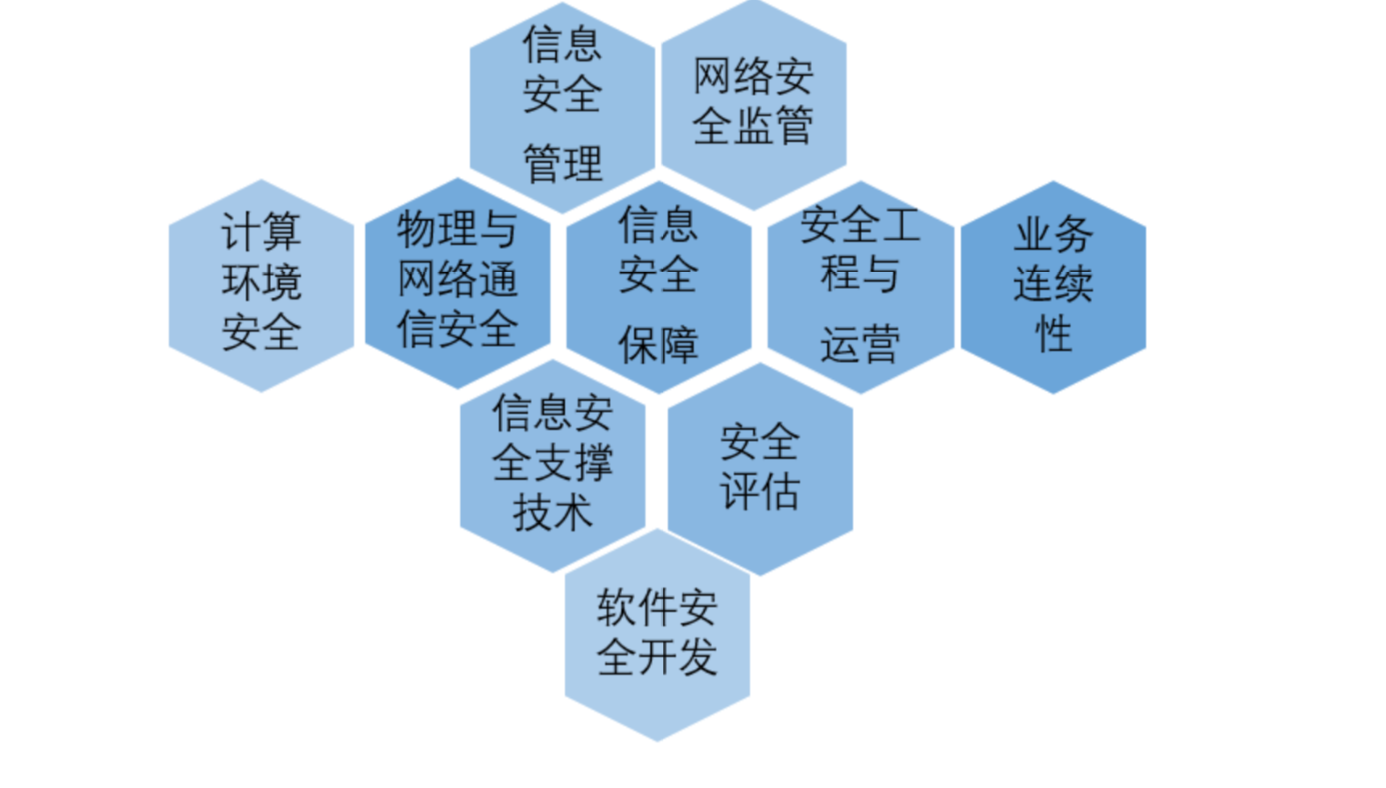 信息
安全
管理
网络安
全监管
计算
环境
安全
物理与
网络通
信安全
信息
安全
保障
安全工
程与
运营
业务
连续
性
信息安
全支撑
技术
安全
评估
软件安
全开发